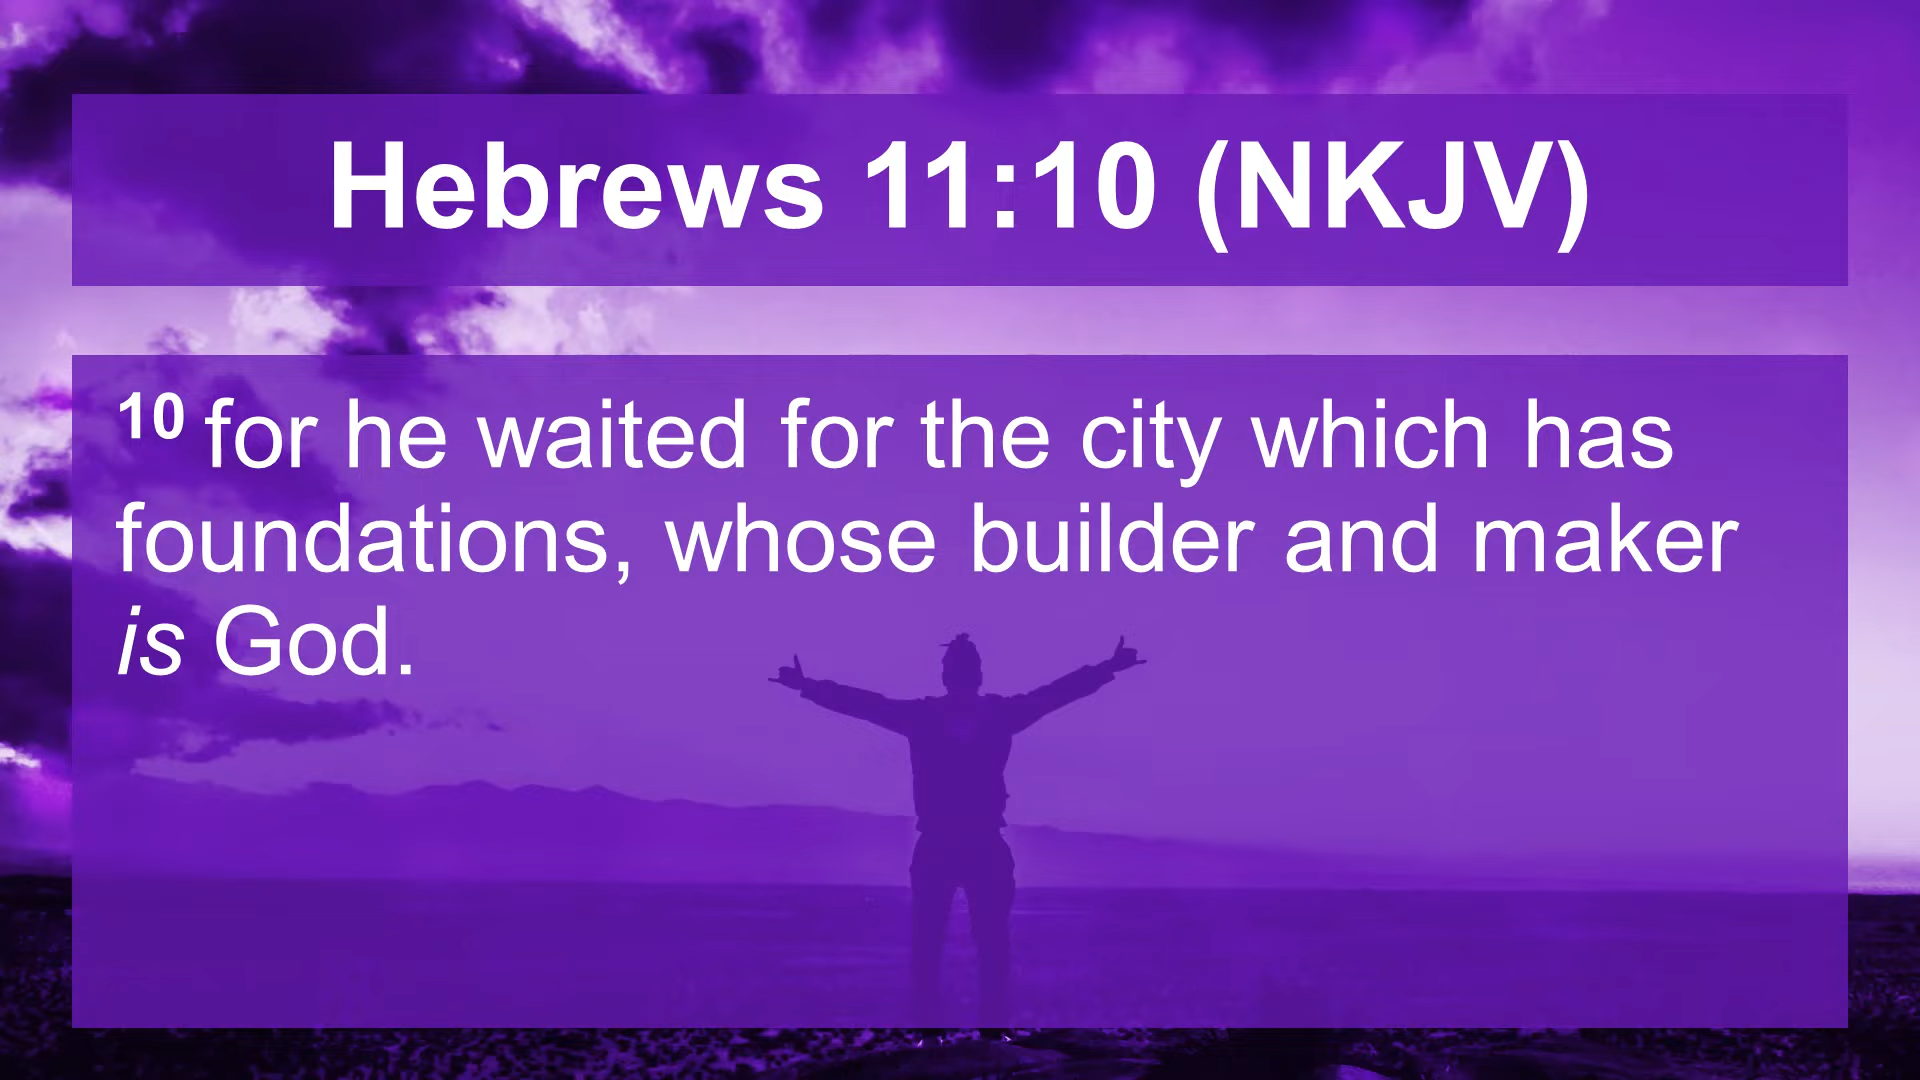 Hebrews 11:10 (NKJV)
10 for he waited for the city which has
foundations, whose builder and maker
is God.